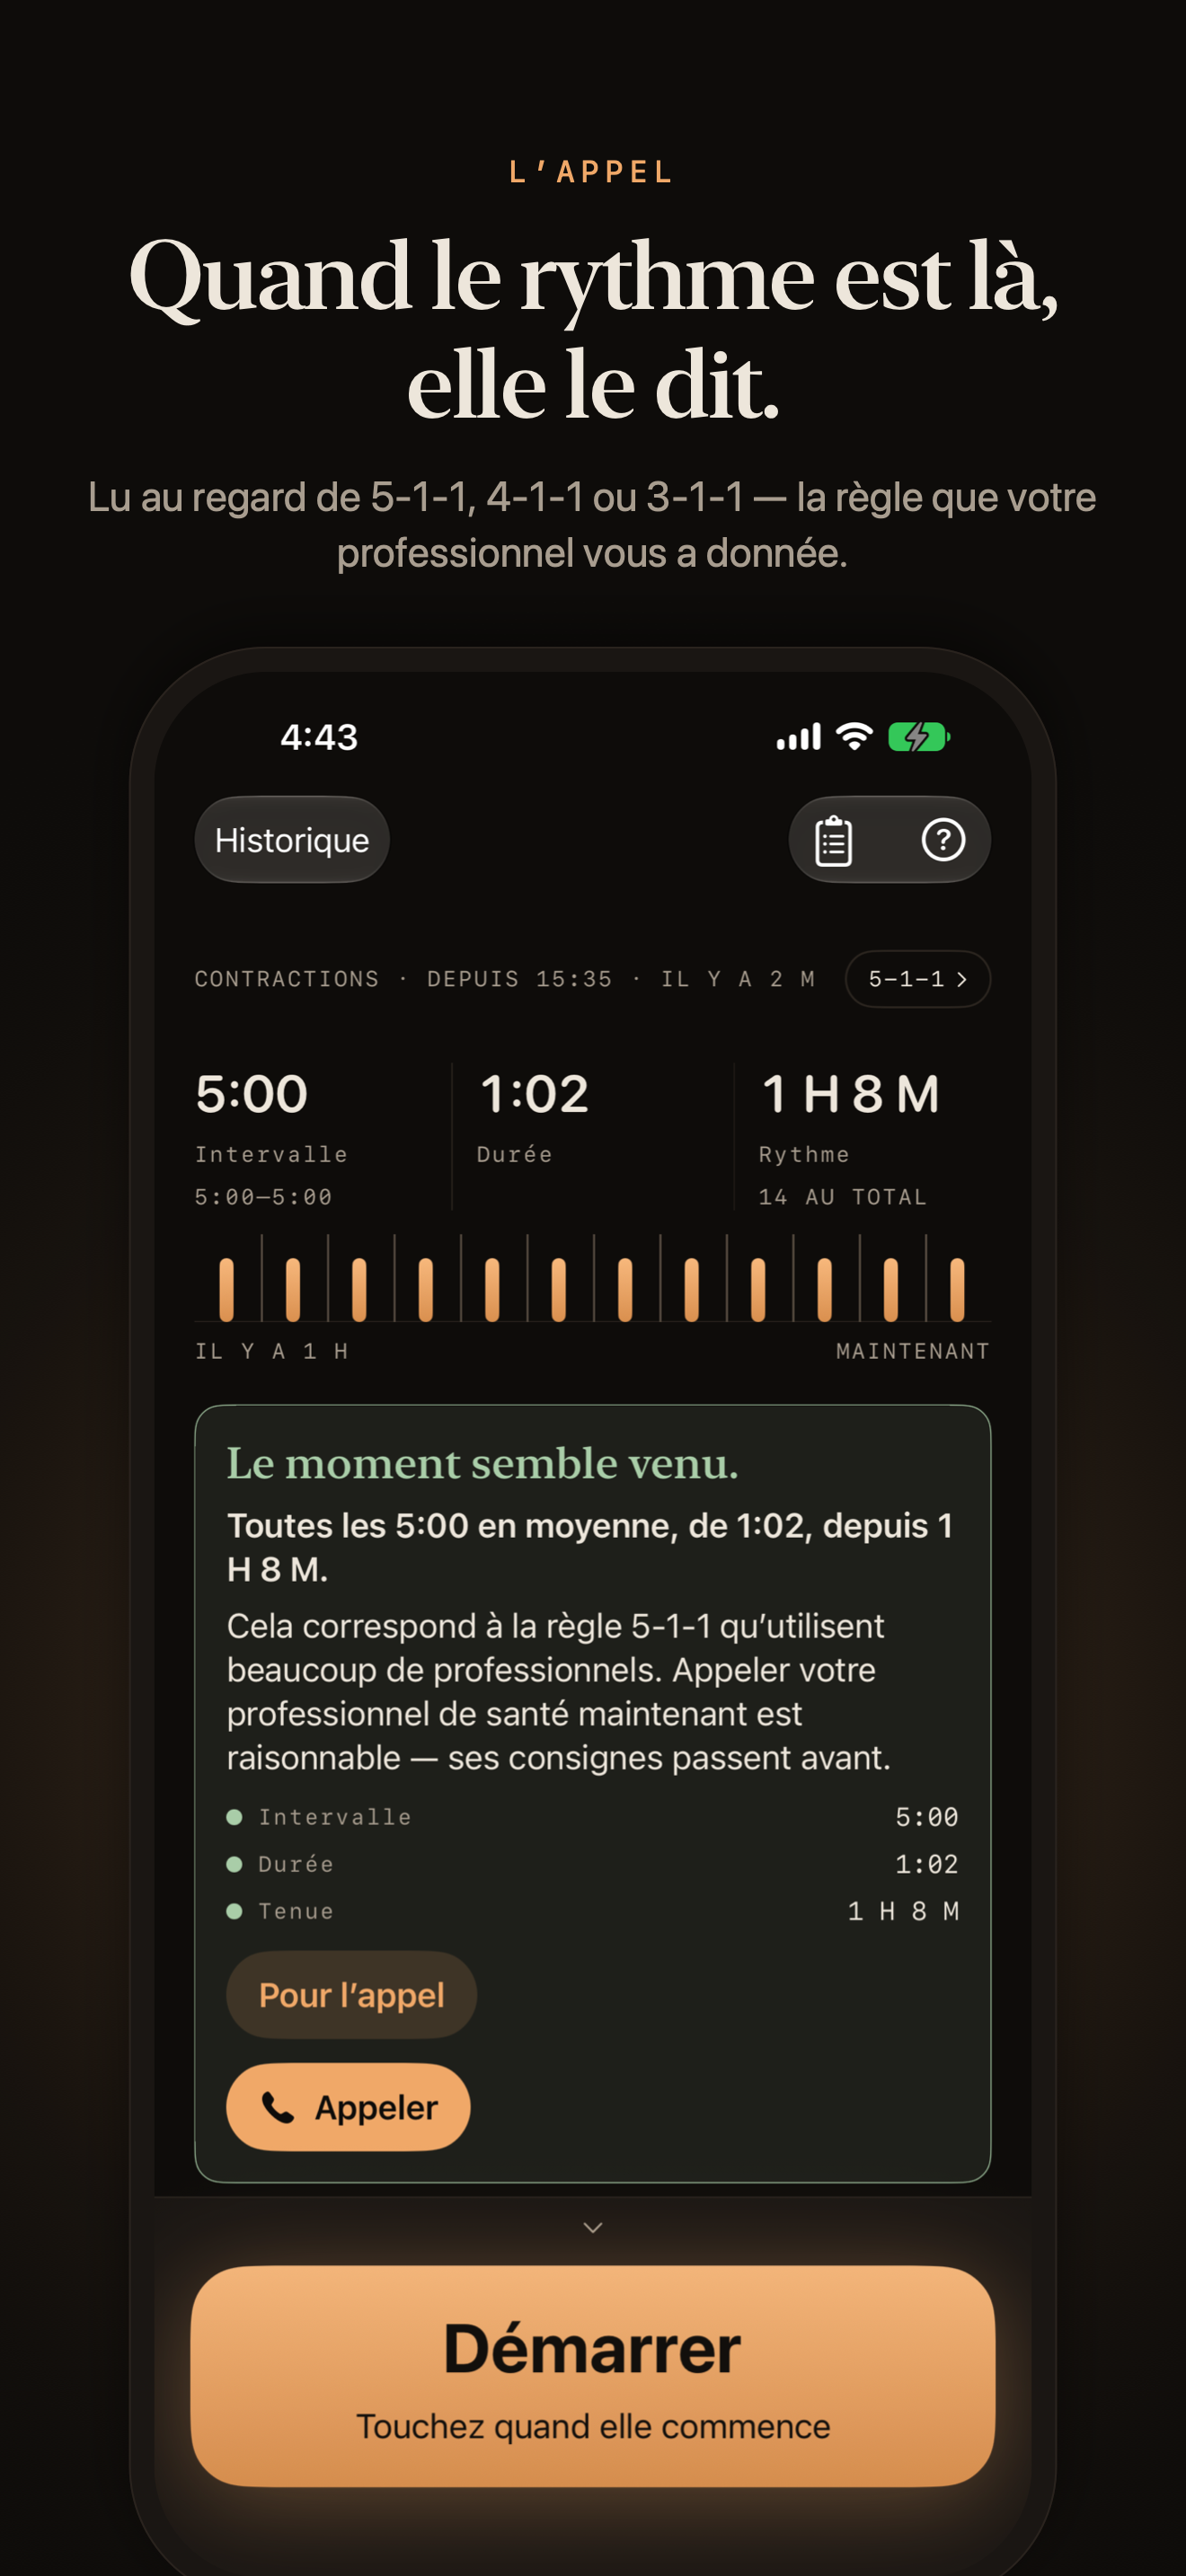 L’APPEL
Quand le rythme est là,
elle le dit.
Lu au regard de 5-1-1, 4-1-1 ou 3-1-1 — la règle que votre
professionnel vous a donnée.
4:43
Historique
?
CONTRACTIONS · DEPUIS 15:35 · IL Y A 2 M
5-1-1 ›
5:00
1:02
1 H 8 M
Intervalle
Durée
Rythme
5:00–5:00
14 AU TOTAL
IL Y A 1 H
MAINTENANT
Le moment semble venu.
Toutes les 5:00 en moyenne, de 1:02, depuis 1
H 8 M.
Cela correspond à la règle 5-1-1 qu’utilisent
beaucoup de professionnels. Appeler votre
professionnel de santé maintenant est
raisonnable — ses consignes passent avant.
Intervalle 5:00
Durée 1:02
Tenue 1 H 8 M
Pour l’appel
Appeler
Démarrer
Touchez quand elle commence